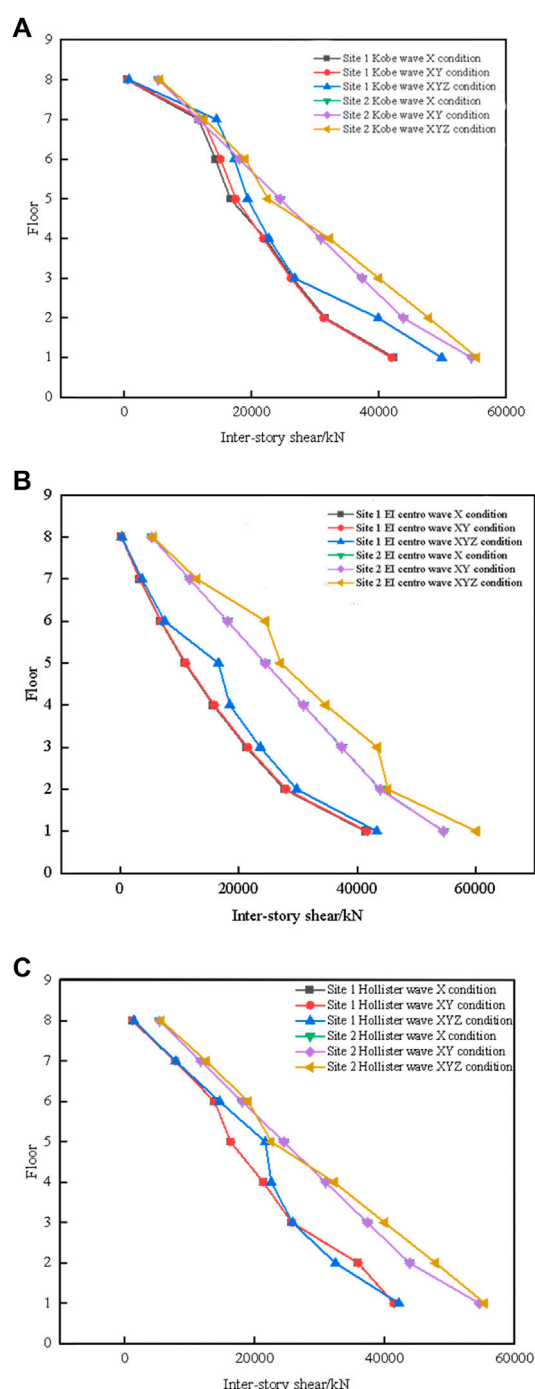 A
9
Site 1 Kobe wave X condition
Site 1 Kobe wave XY condition
Site 1 Kobe wave XYZ condition
Site 2 Kobe wave X condition
Site 2 Kobe wave XY condition
Site 2 Kobe wave XYZ condition
8
7
6
5
4
3
2
1
0
Floor
0 20000 40000 60000
Inter-story shear/kN
B
9
Site 1 EI centro wave X condition
Site 1 EI centro wave XY condition
Site 1 EI centro wave XYZ condition
Site 2 EI centro wave X condition
Site 2 EI centro wave XY condition
Site 2 EI centro wave XYZ condition
8
7
6
5
4
3
2
1
0
Floor
0 20000 40000 60000
Inter-story shear/kN
C
9
Site 1 Hollister wave X condition
Site 1 Hollister wave XY condition
Site 1 Hollister wave XYZ condition
Site 2 Hollister wave X condition
Site 2 Hollister wave XY condition
Site 2 Hollister wave XYZ condition
8
7
6
5
4
3
2
1
0
Floor
0 20000 40000 60000
Inter-story shear/kN